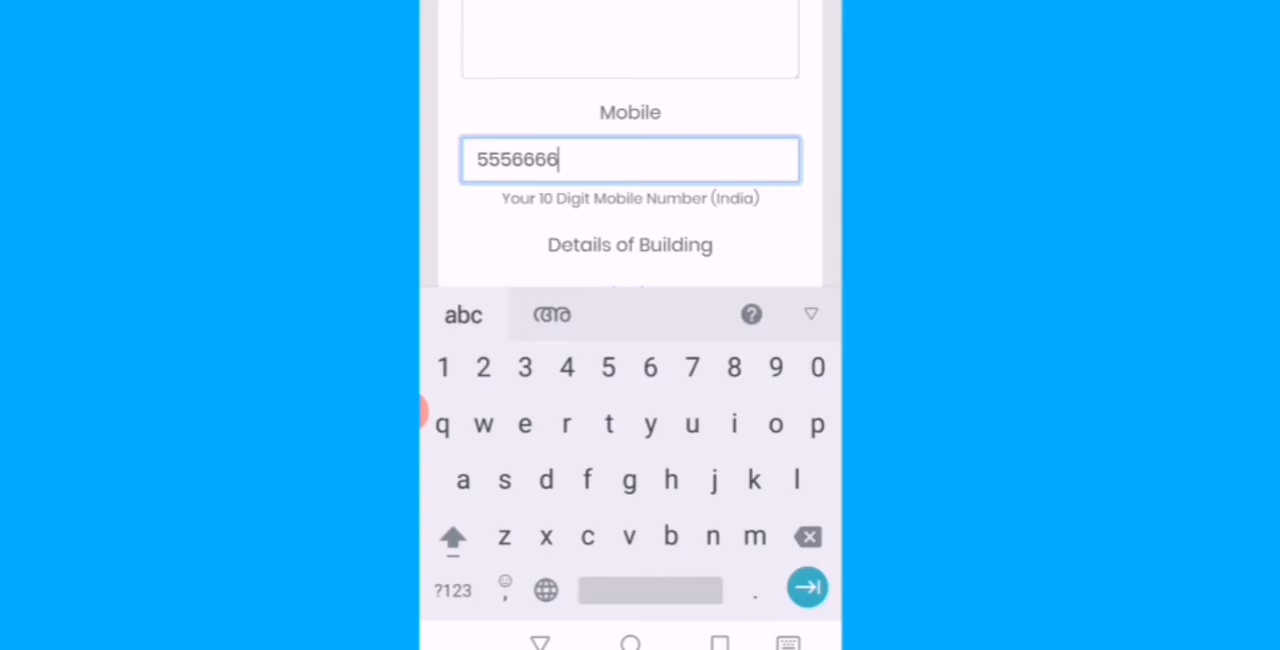 Mobile
5556666
Your 10 Digit Mobile Number (India)
Details of Building
abc അ
1 2 3 4 5 6 7 8 9 0
q w e r t y u i o p
a s d f g h j k l
z x c v b n m
?123 , .